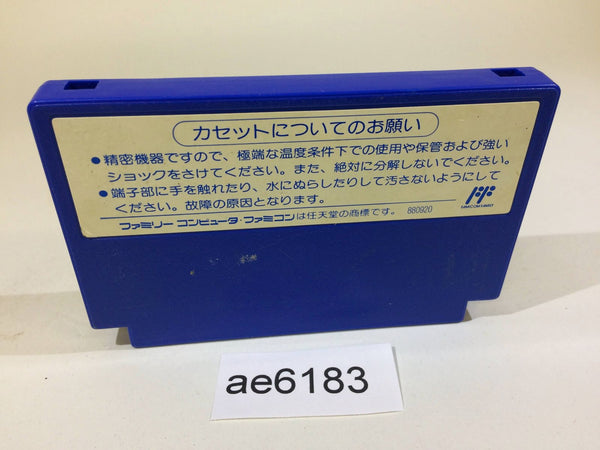 カセットについてのお願い
●精密機器ですので、極端な温度条件下での使用や保管および強い
ショックをさけてください。また、絶対に分解しないでください。
●端子部に手を触れたり、水にぬらしたりして汚さないようにして
ください。故障の原因となります。
ファミリー コンピュータ・ファミコンは任天堂の商標です。 880920
FAMICOM FAMILY
ae6183